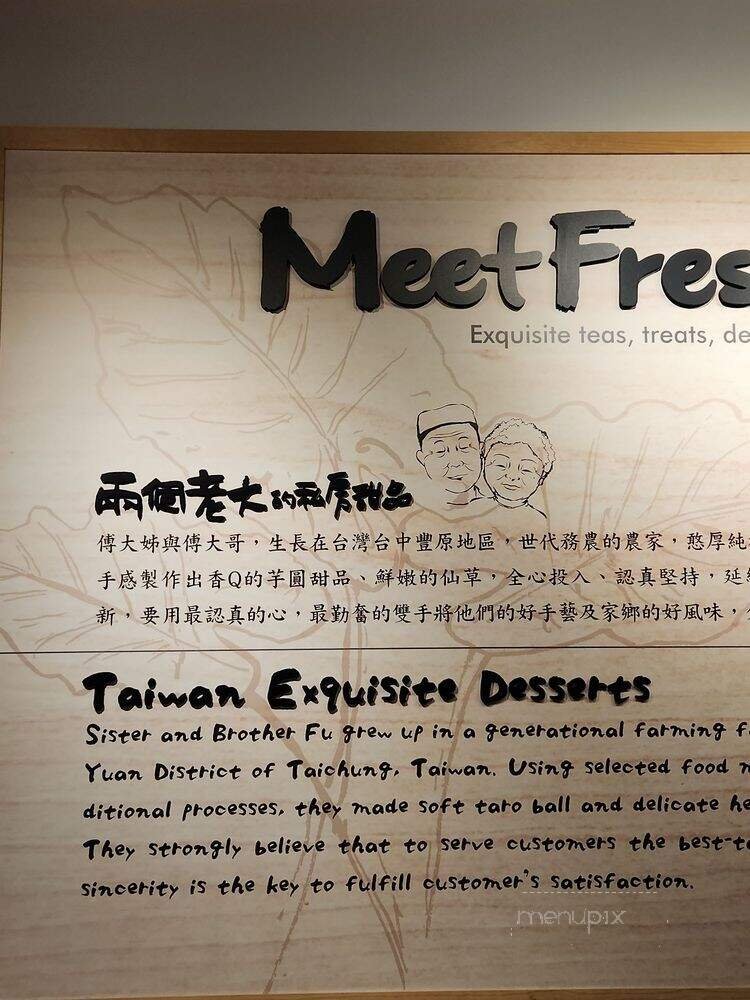 Meet Fres
Exquisite teas, treats, de
兩個老大的私房甜品
傅大姊與傅大哥，生長在台灣台中豐原地區，世代務農的農家，憨厚純
手感製作出香Q的芋圓甜品、鮮嫩的仙草，全心投入、認真堅持，延
新，要用最認真的心，最勤奮的雙手將他們的好手藝及家鄉的好風味，
Taiwan Exquisite Desserts
Sister and Brother Fu grew up in a generational farming f
Yuan District of Taichung, Taiwan. Using selected food m
ditional processes, they made soft taro ball and delicate he
They strongly believe that to serve customers the best-ta
sincerity is the key to fulfill customer's satisfaction.
menupix